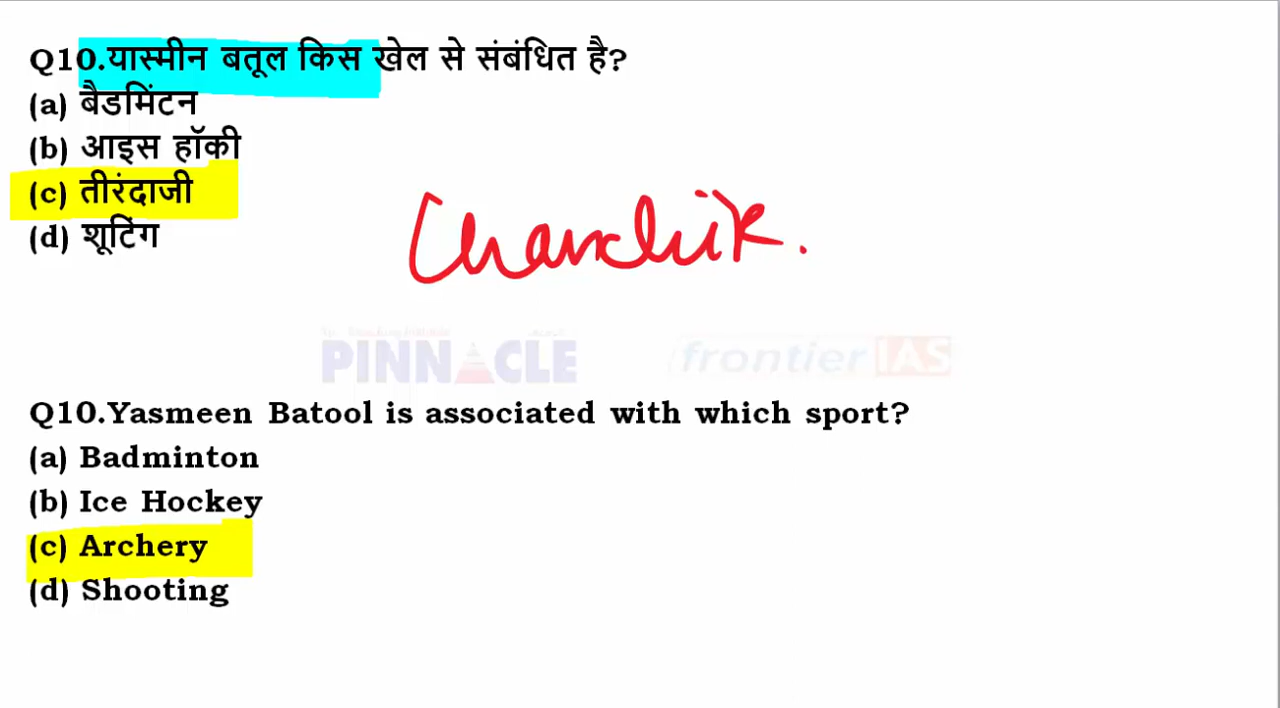 Q10.यास्मीन बतूल किस खेल से संबंधित है?
(a) बैडमिंटन
(b) आइस हॉकी
(c) तीरंदाजी
(d) शूटिंग
PINNACLE
frontier IAS
Q10.Yasmeen Batool is associated with which sport?
(a) Badminton
(b) Ice Hockey
(c) Archery
(d) Shooting